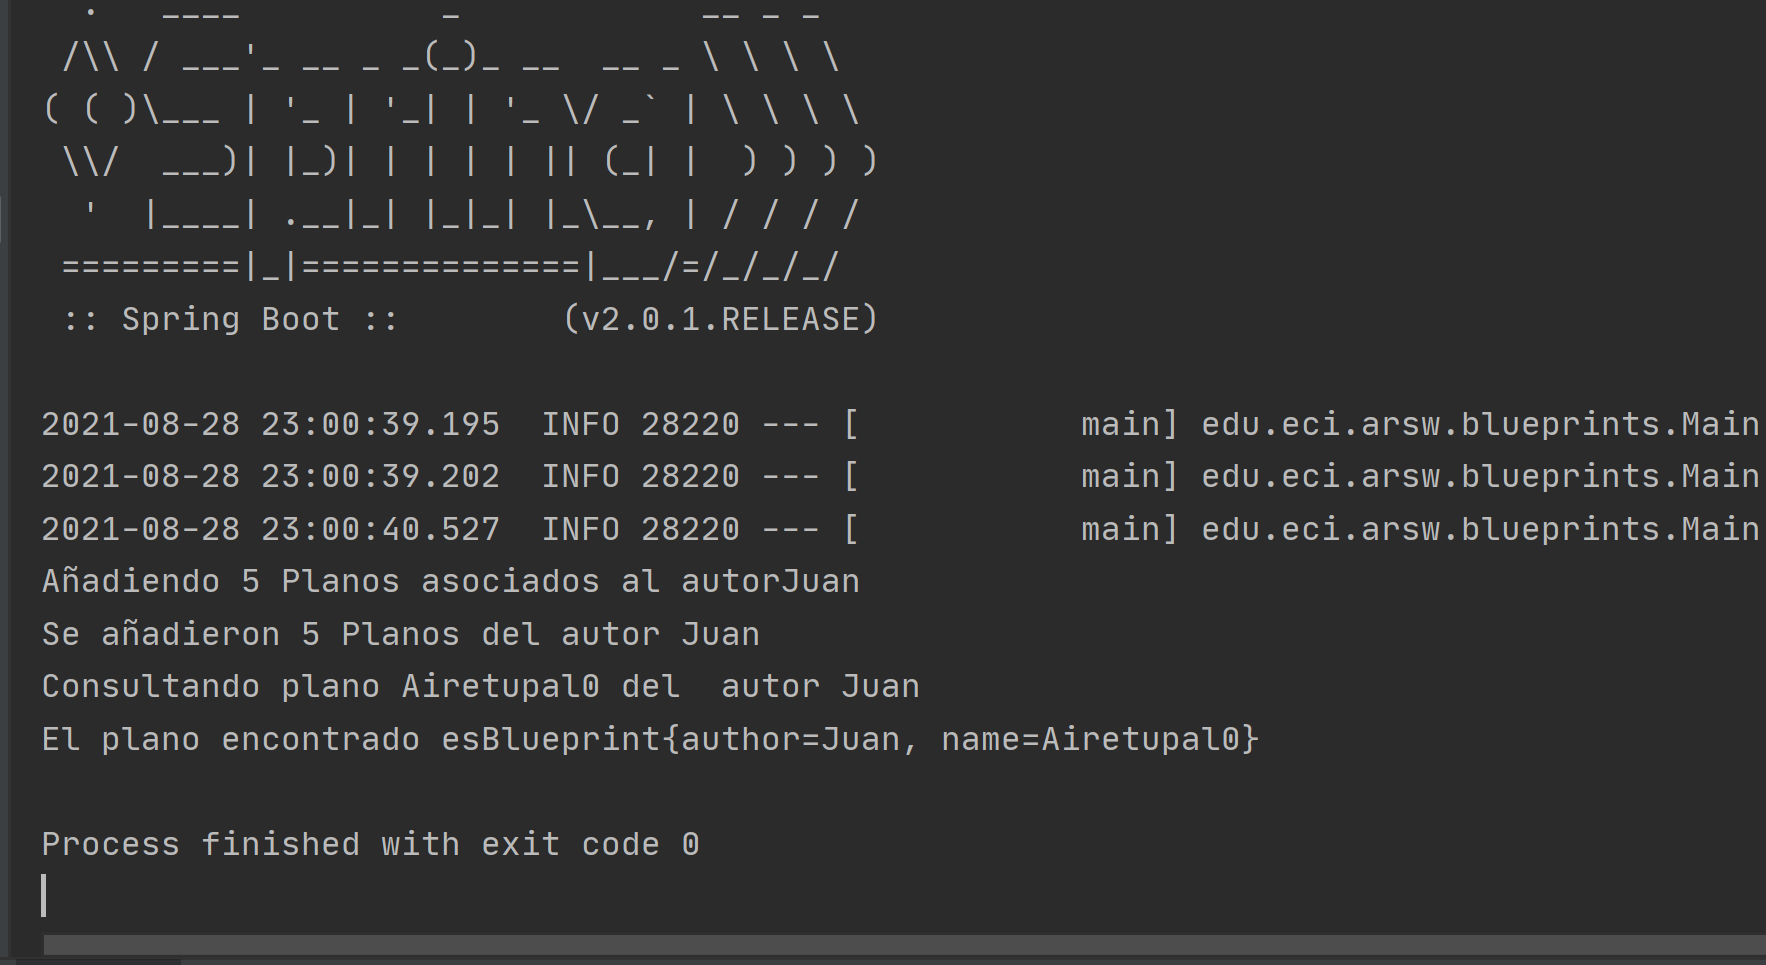 .   ____          _            __ _ _
 /\\ / ___'_ __ _ _(_)_ __  __ _ \ \ \ \
( ( )\___ | '_ | '_| | '_ \/ _` | \ \ \ \
 \\/  ___)| |_)| | | | | || (_| |  ) ) ) )
  '  |____| .__|_| |_|_| |_\__, | / / / /
 =========|_|==============|___/=/_/_/_/
 :: Spring Boot ::        (v2.0.1.RELEASE)
2021-08-28 23:00:39.195  INFO 28220 --- [           main] edu.eci.arsw.blueprints.Main
2021-08-28 23:00:39.202  INFO 28220 --- [           main] edu.eci.arsw.blueprints.Main
2021-08-28 23:00:40.527  INFO 28220 --- [           main] edu.eci.arsw.blueprints.Main
Añadiendo 5 Planos asociados al autorJuan
Se añadieron 5 Planos del autor Juan
Consultando plano Airetupal0 del  autor Juan
El plano encontrado esBlueprint{author=Juan, name=Airetupal0}
Process finished with exit code 0